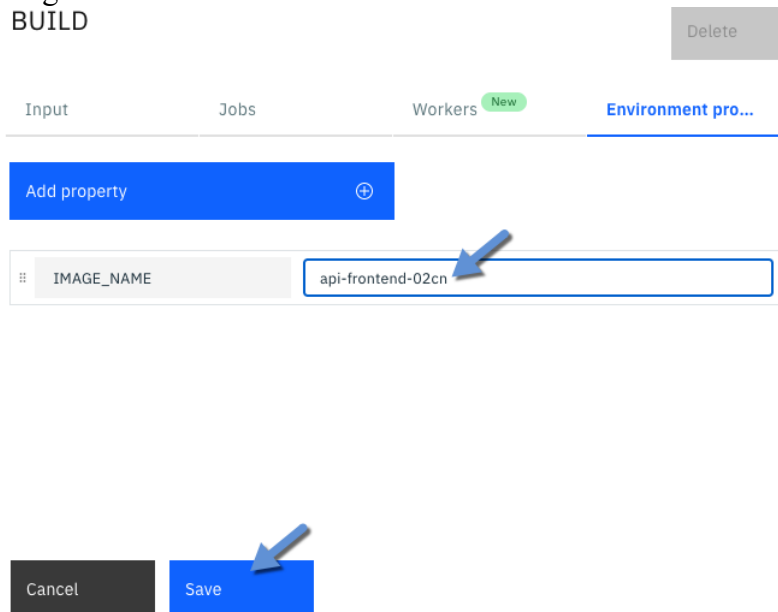 BUILD
Delete
Input Jobs Workers New Environment pro...
Add property
IMAGE_NAME api-frontend-02cn
Cancel Save